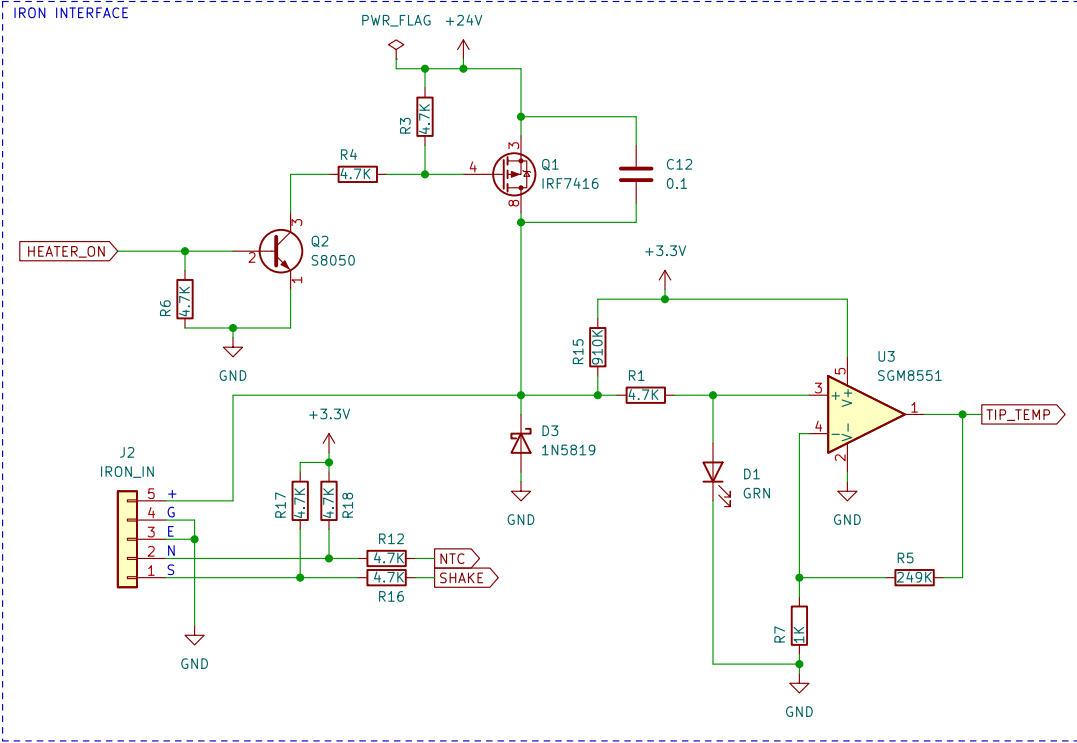 IRON INTERFACE
PWR_FLAG
+24V
R3
4.7K
R4
4.7K
4
3
8
Q1
IRF7416
C12
0.1
HEATER_ON
R6
4.7K
2
3
1
Q2
S8050
GND
+3.3V
R15
910K
R1
4.7K
U3
SGM8551
3
4
5
2
1
+
-
V+
V-
TIP_TEMP
+3.3V
D3
1N5819
GND
D1
GRN
GND
J2
IRON_IN
5
+
4
G
3
E
2
N
1
S
R17
4.7K
4.7K
R18
R12
4.7K
NTC
4.7K
SHAKE
R16
R5
249K
R7
1K
GND
GND